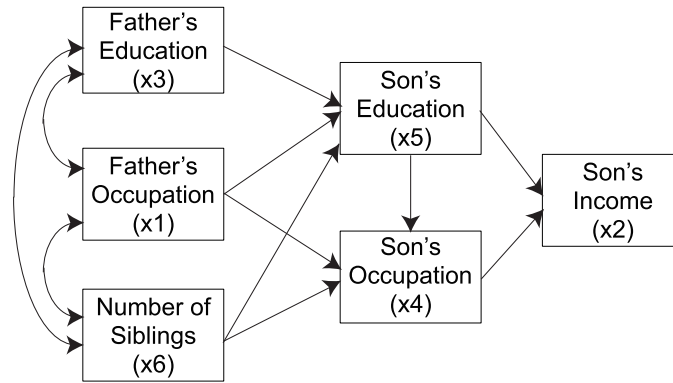 Father's
Education
(x3)
Father's
Occupation
(x1)
Number of
Siblings
(x6)
Son's
Education
(x5)
Son's
Occupation
(x4)
Son's
Income
(x2)